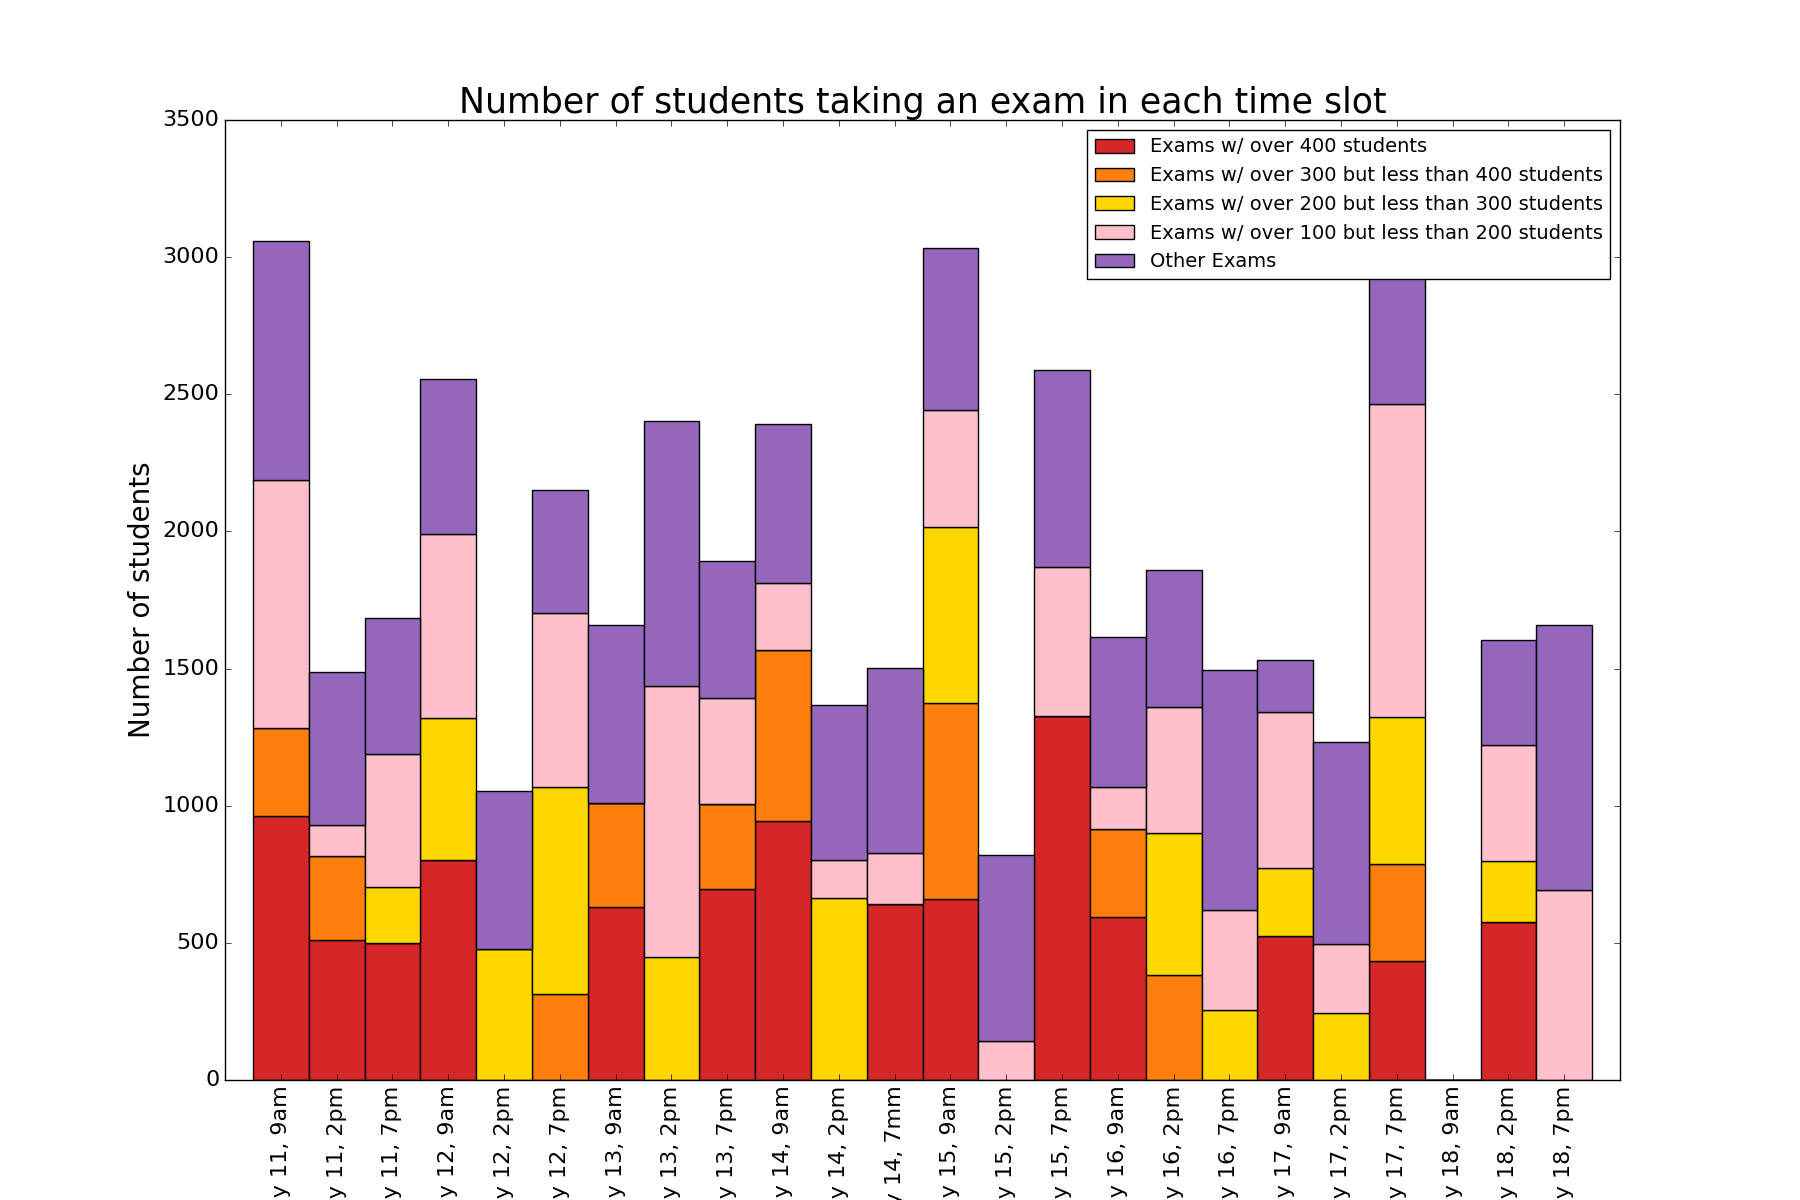 Number of students taking an exam in each time slot
Exams w/ over 400 students
Exams w/ over 300 but less than 400 students
Exams w/ over 200 but less than 300 students
Exams w/ over 100 but less than 200 students
Other Exams
Number of students
3500
3000
2500
2000
1500
1000
500
0
y 11, 9am
y 11, 2pm
y 11, 7pm
y 12, 9am
y 12, 2pm
y 12, 7pm
y 13, 9am
y 13, 2pm
y 13, 7pm
y 14, 9am
y 14, 2pm
y 14, 7mm
y 15, 9am
y 15, 2pm
y 15, 7pm
y 16, 9am
y 16, 2pm
y 16, 7pm
y 17, 9am
y 17, 2pm
y 17, 7pm
y 18, 9am
y 18, 2pm
y 18, 7pm